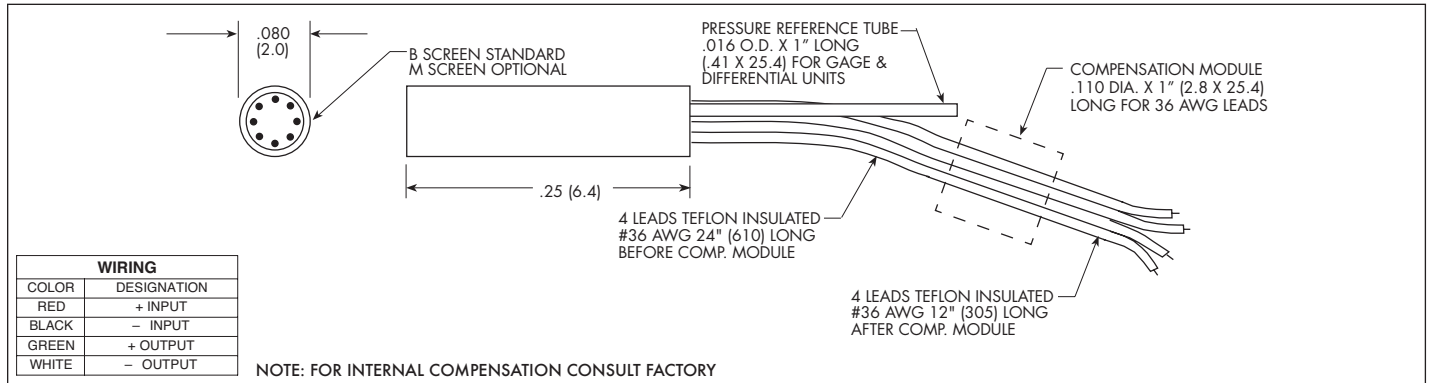 .080
(2.0)
B SCREEN STANDARD
M SCREEN OPTIONAL
PRESSURE REFERENCE TUBE
.016 O.D. X 1” LONG
(.41 X 25.4) FOR GAGE &
DIFFERENTIAL UNITS
COMPENSATION MODULE
.110 DIA. X 1” (2.8 X 25.4)
LONG FOR 36 AWG LEADS
.25 (6.4)
4 LEADS TEFLON INSULATED
#36 AWG 24" (610) LONG
BEFORE COMP. MODULE
4 LEADS TEFLON INSULATED
#36 AWG 12" (305) LONG
AFTER COMP. MODULE
WIRING
COLOR DESIGNATION
RED + INPUT
BLACK – INPUT
GREEN + OUTPUT
WHITE – OUTPUT
NOTE: FOR INTERNAL COMPENSATION CONSULT FACTORY